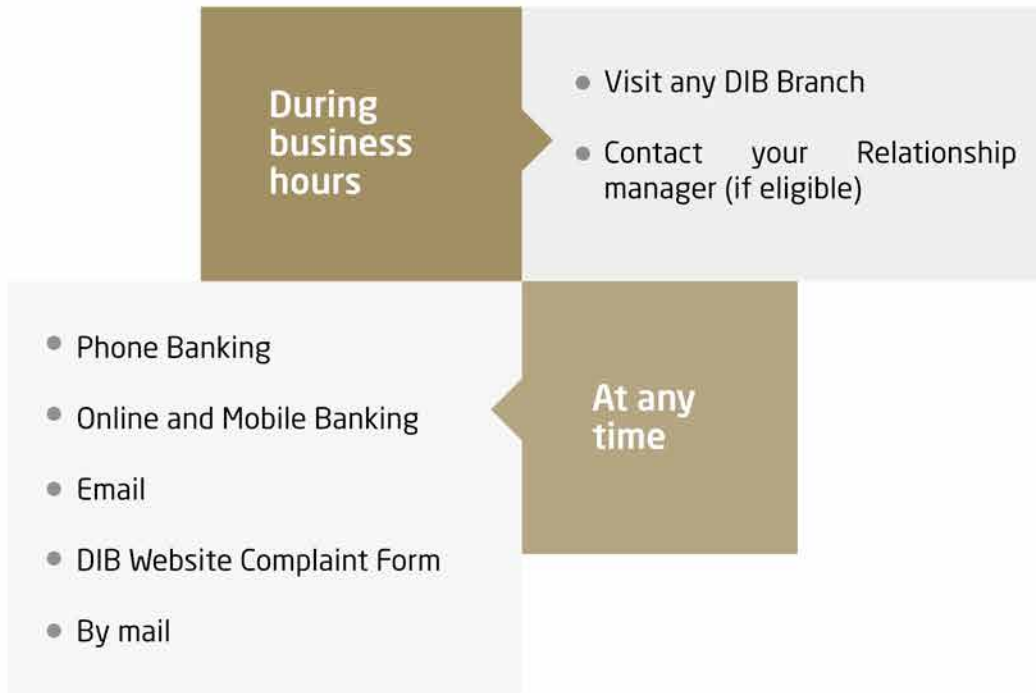 During
business
hours
Visit any DIB Branch
Contact your Relationship
manager (if eligible)
Phone Banking
Online and Mobile Banking
Email
DIB Website Complaint Form
By mail
At any
time